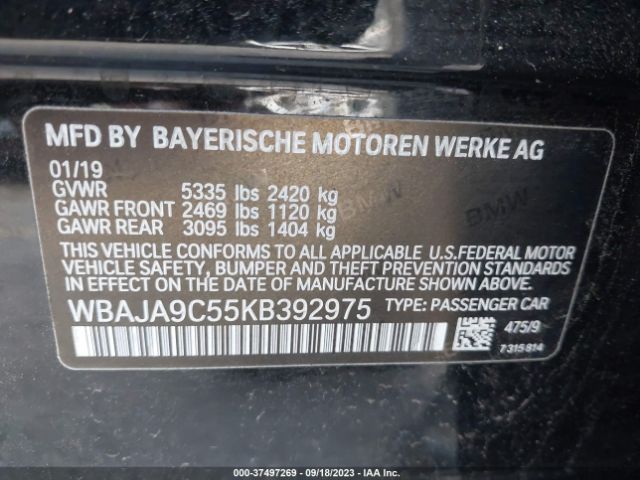 MFD BY BAYERISCHE MOTOREN WERKE AG
01/19
GVWR 5335 lbs 2420 kg
GAWR FRONT 2469 lbs 1120 kg
GAWR REAR 3095 lbs 1404 kg
THIS VEHICLE CONFORMS TO ALL APPLICABLE U.S.FEDERAL MOTOR
VEHICLE SAFETY, BUMPER AND THEFT PREVENTION STANDARDS
IN EFFECT ON THE DATE OF MANUFACTURE SHOWN ABOVE.
WBAJA9C55KB392975 TYPE: PASSENGER CAR
475/9
7 315 814
000-37497269 - 09/18/2023 - IAA Inc.